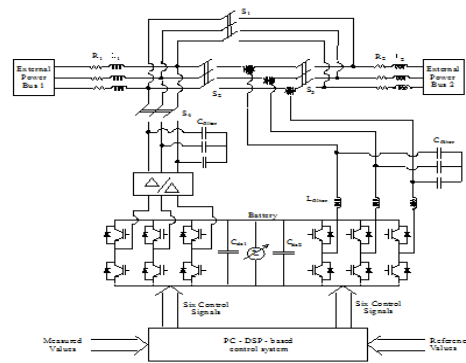 S1
R1
L1
R2
L2
External Power Bus 1
External Power Bus 2
S2
S3
S4
Cfilter
Cfilter
Lfilter
Battery
Cdc1
Six Control Signals
Six Control Signals
Measured Values
PC - DSP - based control system
Reference Values